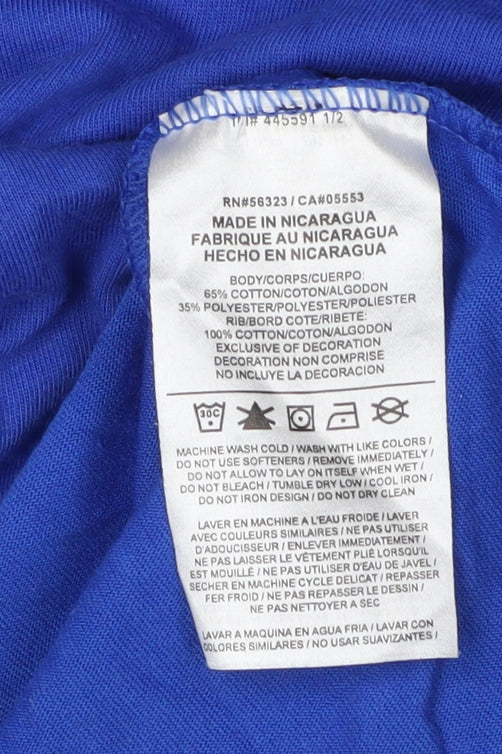 # 445591 1/2
RN#56323 / CA#05553
MADE IN NICARAGUA
FABRIQUE AU NICARAGUA
HECHO EN NICARAGUA
BODY/CORPS/CUERPO:
65% COTTON/COTON/ALGODON
35% POLYESTER/POLYESTER/POLIESTER
RIB/BORD COTE/RIBETE:
100% COTTON/COTON/ALGODON
EXCLUSIVE OF DECORATION
DECORATION NON COMPRISE
NO INCLUYE LA DECORACION
30C
MACHINE WASH COLD / WASH WITH LIKE COLORS /
DO NOT USE SOFTENERS / REMOVE IMMEDIATELY /
DO NOT ALLOW TO LAY ON ITSELF WHEN WET /
DO NOT BLEACH / TUMBLE DRY LOW / COOL IRON /
DO NOT IRON DESIGN / DO NOT DRY CLEAN
LAVER EN MACHINE A L'EAU FROIDE / LAVER
AVEC COULEURS SIMILAIRES / NE PAS UTILISER
D'ADOUCISSEUR / ENLEVER IMMÉDIATEMENT /
NE PAS LAISSER LE VÊTEMENT PLIÉ LORSQU'IL
EST MOUILLÉ / NE PAS UTILISER D'EAU DE JAVEL /
SECHER EN MACHINE CYCLE DELICAT / REPASSER
FER FROID / NE PAS REPASSER LE DESSIN /
NE PAS NETTOYER A SEC
LAVAR A MAQUINA EN AGUA FRIA / LAVAR CON
COLORES SIMILARES / NO USAR SUAVIZANTES /